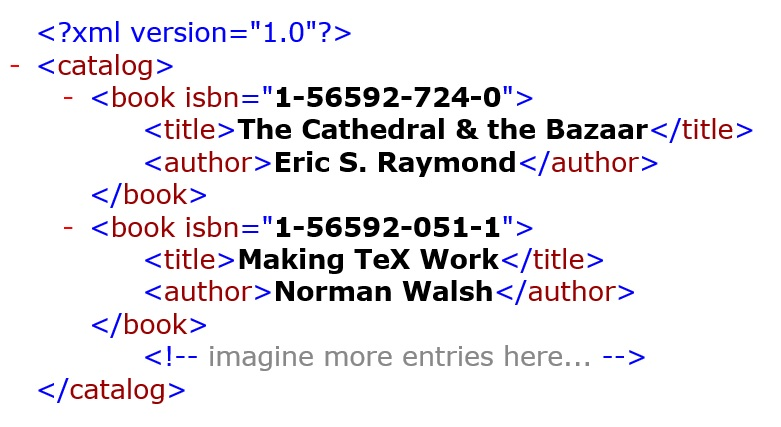 <?xml version="1.0"?>
- <catalog>
- <book isbn="1-56592-724-0">
<title>The Cathedral & the Bazaar</title>
<author>Eric S. Raymond</author>
</book>
- <book isbn="1-56592-051-1">
<title>Making TeX Work</title>
<author>Norman Walsh</author>
</book>
<!-- imagine more entries here... -->
</catalog>